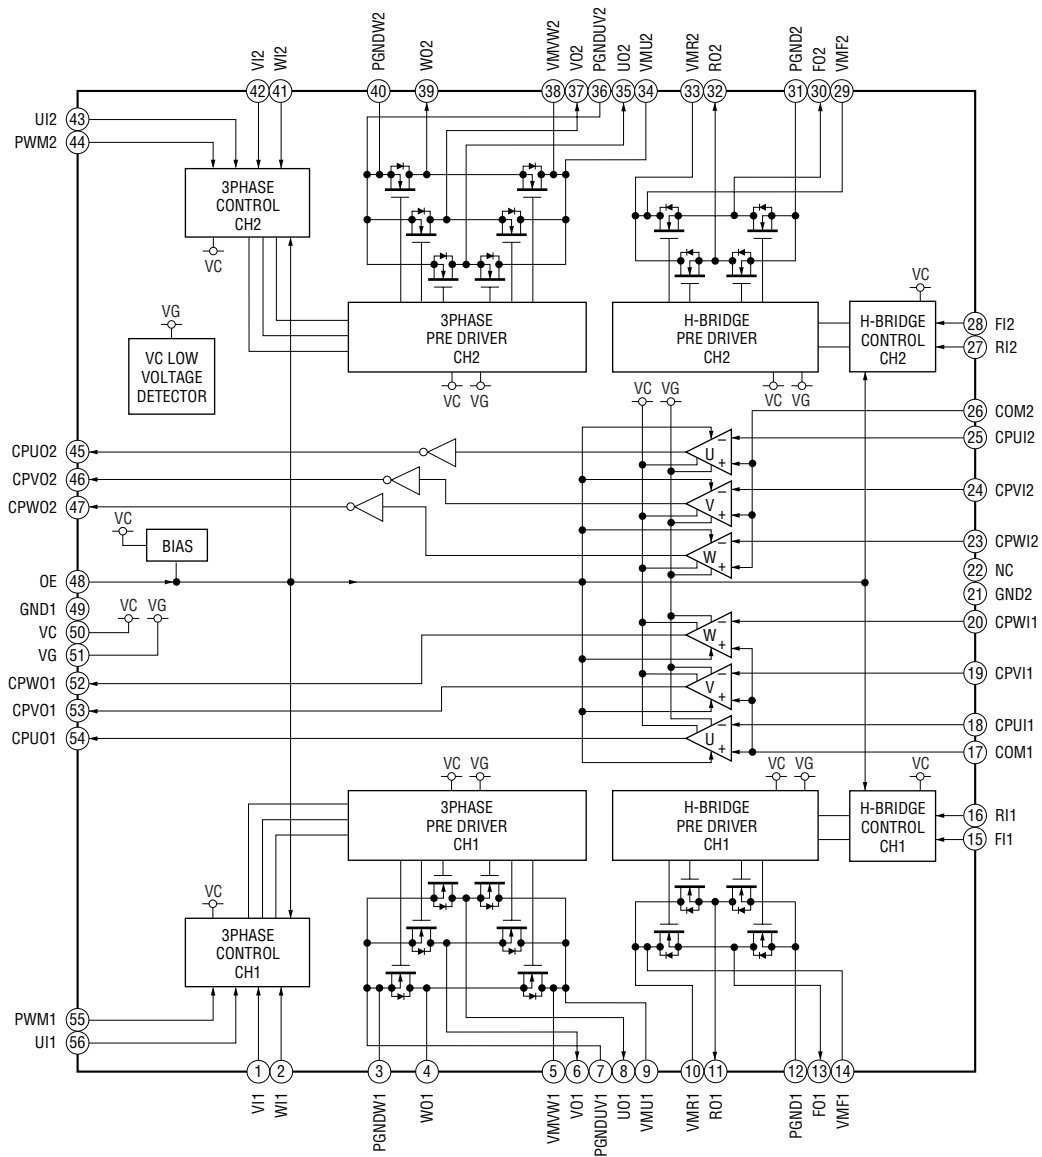 PGNDW2
WO2
VMVW2
VO2
PGNDUV2
UO2
VMU2
VMR2
RO2
PGND2
FO2
VMF2
VI2
WI2
42 41 40 39 38 37 36 35 34 33 32 31 30 29
UI2 43
PWM2 44
3PHASE
CONTROL
CH2
VC
VG
VC LOW
VOLTAGE
DETECTOR
3PHASE
PRE DRIVER
CH2
VC VG
H-BRIDGE
PRE DRIVER
CH2
VC VG
VC
H-BRIDGE
CONTROL
CH2
28 FI2
27 RI2
VC VG
26 COM2
25 CPUI2
CPUO2 45
U
−
+
CPVO2 46
V
−
+
24 CPVI2
CPWO2 47
W
−
+
23 CPWI2
VC
BIAS
22 NC
OE 48
21 GND2
GND1 49
VC 50
VC VG
VG 51
20 CPWI1
W
−
+
CPWO1 52
19 CPVI1
V
−
+
CPVO1 53
18 CPUI1
U
−
+
CPUO1 54
17 COM1
VC VG
3PHASE
PRE DRIVER
CH1
VC VG
H-BRIDGE
PRE DRIVER
CH1
VC
H-BRIDGE
CONTROL
CH1
16 RI1
15 FI1
VC
3PHASE
CONTROL
CH1
PWM1 55
UI1 56
1 2 3 4 5 6 7 8 9 10 11 12 13 14
VI1
WI1
PGNDW1
WO1
VMVW1
VO1
PGNDUV1
UO1
VMU1
VMR1
RO1
PGND1
FO1
VMF1